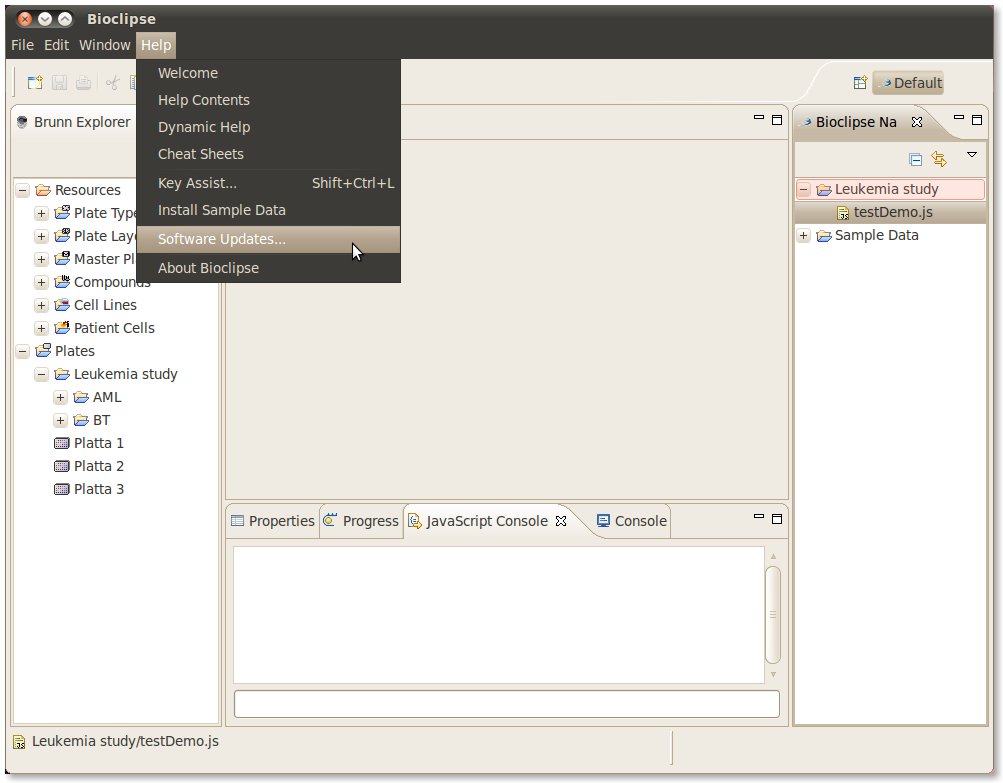 Bioclipse
File Edit Window Help
Welcome
Help Contents
Dynamic Help
Cheat Sheets
Key Assist... Shift+Ctrl+L
Install Sample Data
Software Updates...
About Bioclipse
Default
Brunn Explorer
Resources
Plate Type
Plate Laye
Master Pl
Compounds
Cell Lines
Patient Cells
Plates
Leukemia study
AML
BT
Platta 1
Platta 2
Platta 3
Properties Progress JavaScript Console Console
Bioclipse Na
Leukemia study
testDemo.js
Sample Data
Leukemia study/testDemo.js